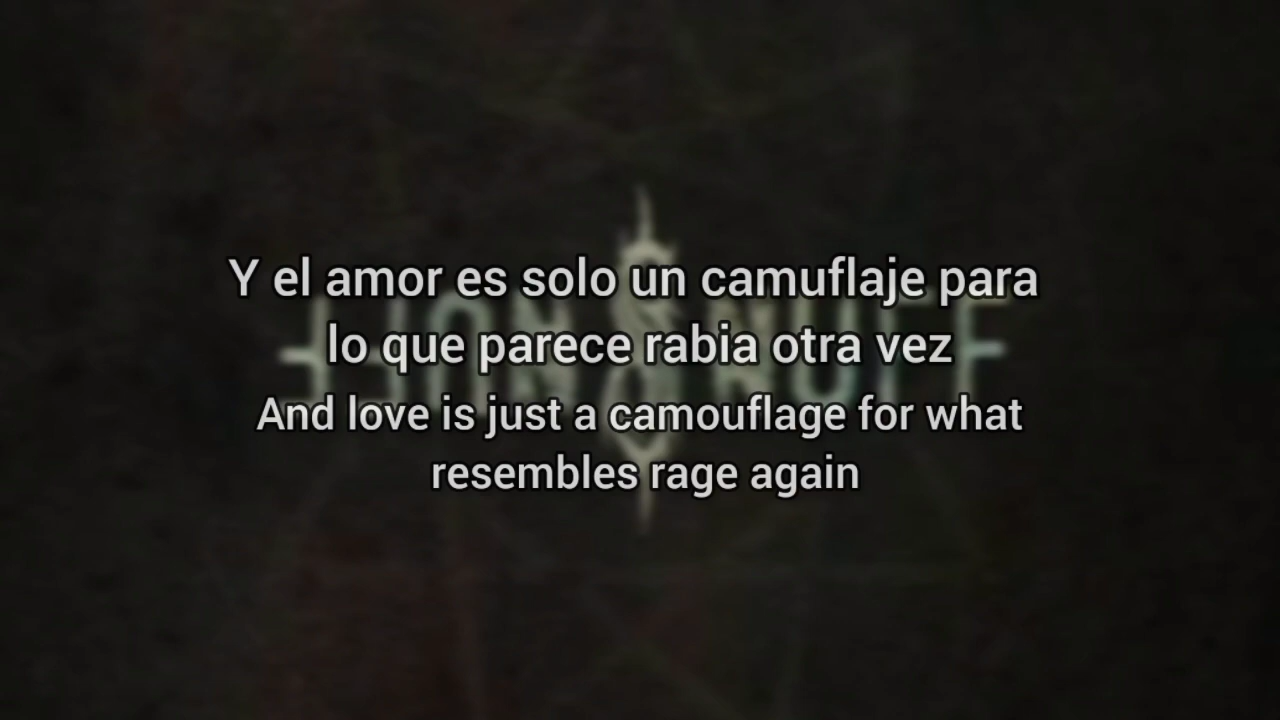 Y el amor es solo un camuflaje para
lo que parece rabia otra vez
And love is just a camouflage for what
resembles rage again